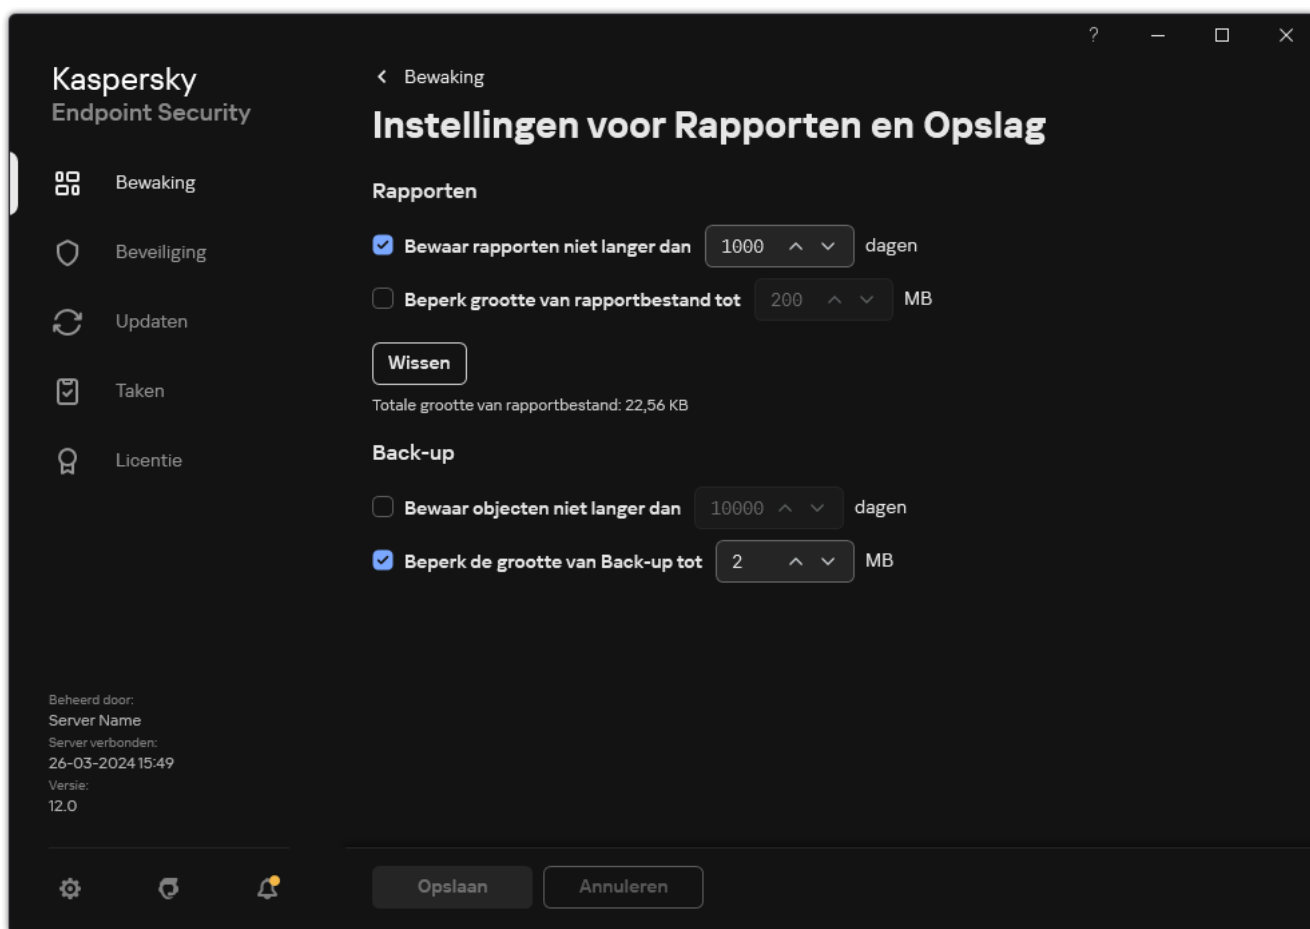 ?
Kaspersky
Endpoint Security
Bewaking
Beveiliging
Updaten
Taken
Licentie
Beheerd door:
Server Name
Server verbonden:
26-03-2024 15:49
Versie:
12.0
Bewaking
Instellingen voor Rapporten en Opslag
Rapporten
Bewaar rapporten niet langer dan 1000 dagen
Beperk grootte van rapportbestand tot 200 MB
Wissen
Totale grootte van rapportbestand: 22,56 KB
Back-up
Bewaar objecten niet langer dan 10000 dagen
Beperk de grootte van Back-up tot 2 MB
Opslaan Annuleren